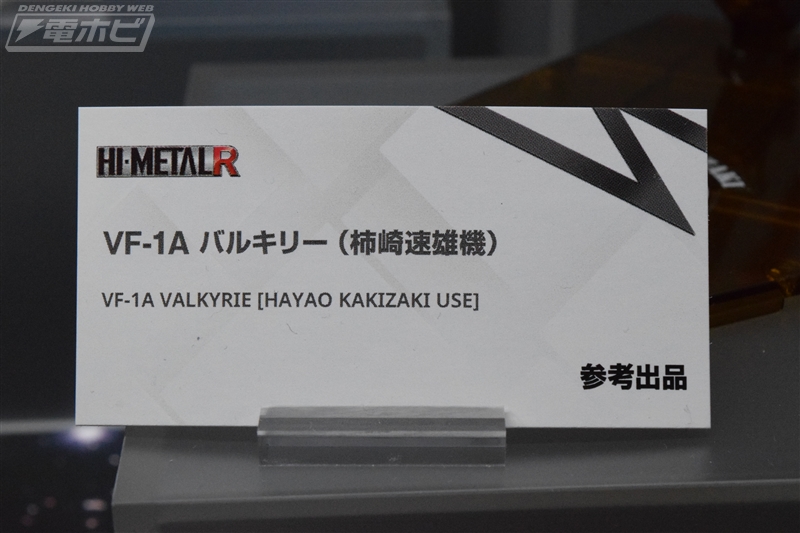 DENGEKI HOBBY WEB
電ホビ
HI-METAL R
VF-1A バルキリー（柿崎速雄機）
VF-1A VALKYRIE [HAYAO KAKIZAKI USE]
参考出品